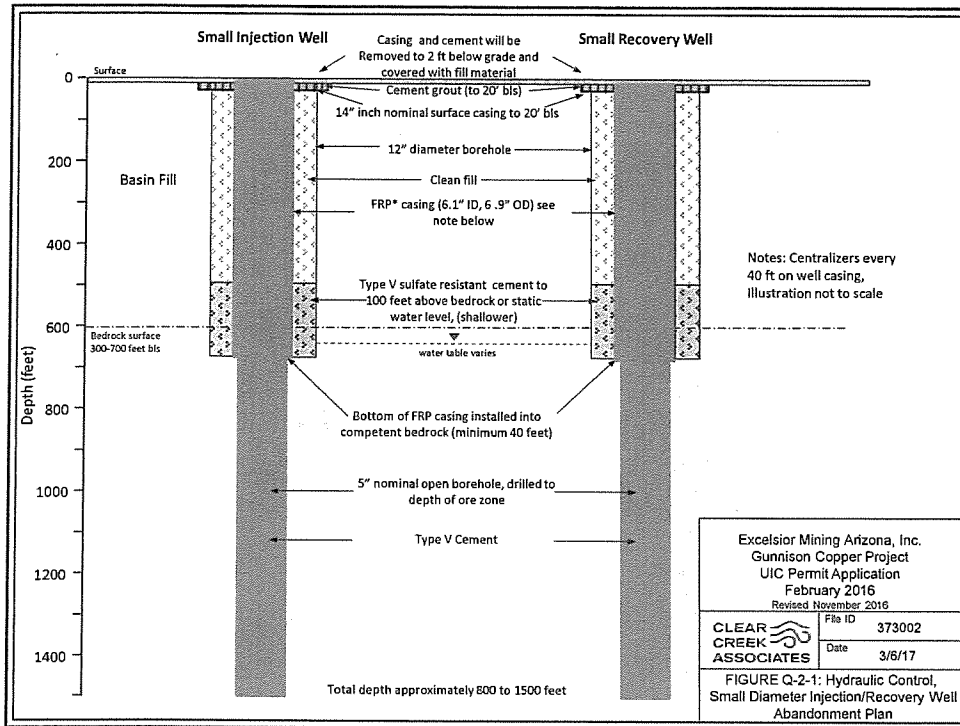 Small Injection Well
Casing and cement will be
Removed to 2 ft below grade and
covered with fill material
Small Recovery Well
Surface
Cement grout (to 20' bls)
14" inch nominal surface casing to 20' bls
12" diameter borehole
Basin Fill
Clean fill
FRP* casing (6.1" ID, 6 .9" OD) see
note below
Notes: Centralizers every
40 ft on well casing,
Illustration not to scale
Type V sulfate resistant cement to
100 feet above bedrock or static
water level, (shallower)
Bedrock surface
300-700 feet bls
water table varies
Bottom of FRP casing installed into
competent bedrock (minimum 40 feet)
5" nominal open borehole, drilled to
depth of ore zone
Type V Cement
Total depth approximately 800 to 1500 feet
Depth (feet)
0
200
400
600
800
1000
1200
1400
Excelsior Mining Arizona, Inc.
Gunnison Copper Project
UIC Permit Application
February 2016
Revised November 2016
CLEAR
CREEK
ASSOCIATES
File ID 373002
Date 3/6/17
FIGURE Q-2-1: Hydraulic Control,
Small Diameter Injection/Recovery Well
Abandonment Plan